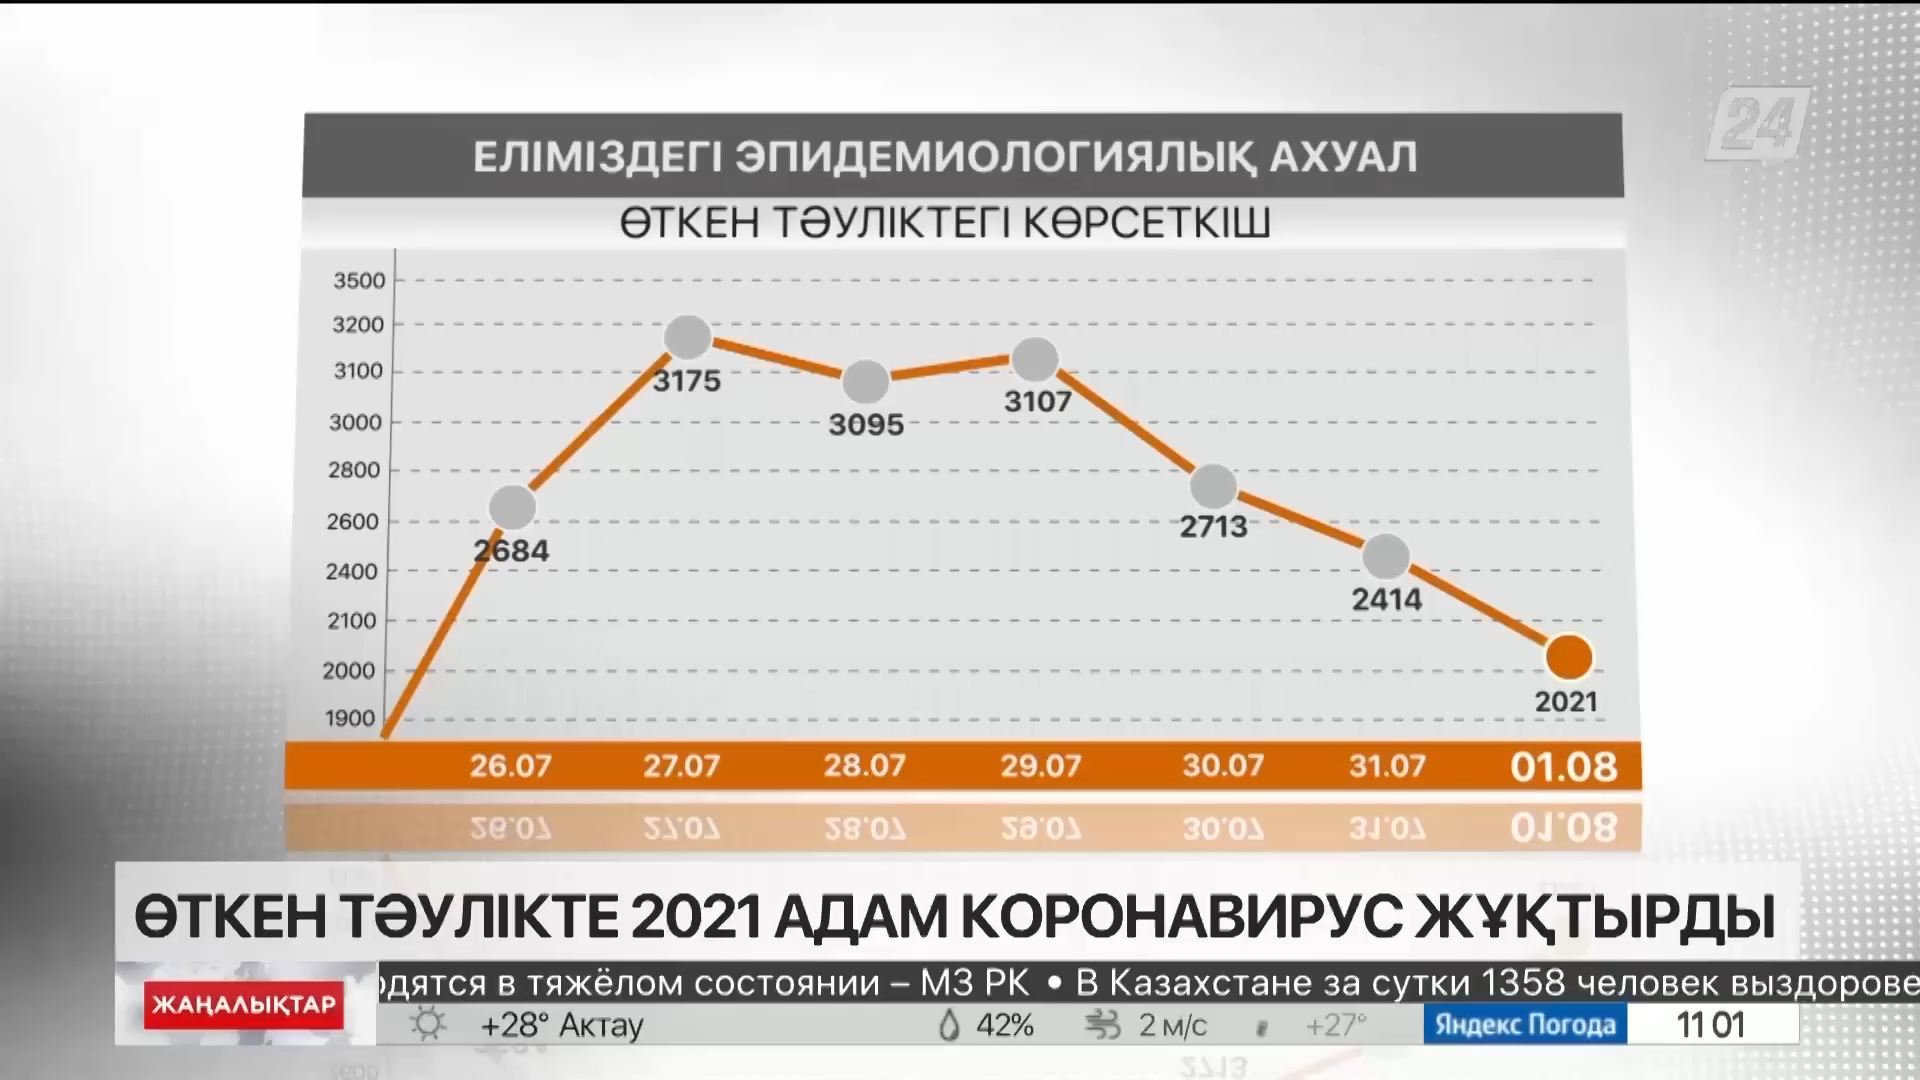 24
ЕЛІМІЗДЕГІ ЭПИДЕМИОЛОГИЯЛЫҚ АХУАЛ
ӨТКЕН ТӘУЛІКТЕГІ КӨРСЕТКІШ
3500
3200
3100
3000
2800
2600
2400
2100
2000
1900
2684
3175
3095
3107
2713
2414
2021
26.07 27.07 28.07 29.07 30.07 31.07 01.08
ӨТКЕН ТӘУЛІКТЕ 2021 АДАМ КОРОНАВИРУС ЖҰҚТЫРДЫ
ЖАҢАЛЫҚТАР
одятся в тяжёлом состоянии – МЗ РК • В Казахстане за сутки 1358 человек выздорове
+28° Актау 42% 2 м/с +27° Яндекс Погода 11 01